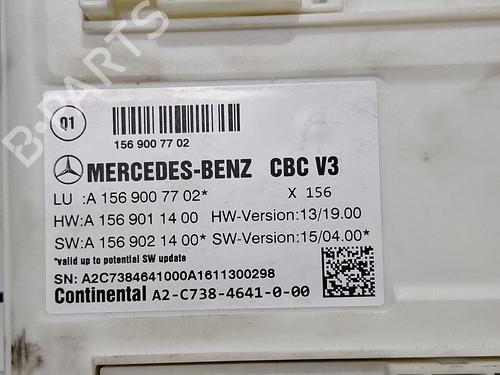 B-PARTS
Q1
156 900 77 02
MERCEDES-BENZ CBC V3
LU :A 156 900 77 02* X 156
HW:A 156 901 14 00 HW-Version:13/19.00
SW:A 156 902 14 00* SW-Version:15/04.00*
*valid up to potential SW update
SN: A2C7384641000A1611300298
Continental A2-C738-4641-0-00